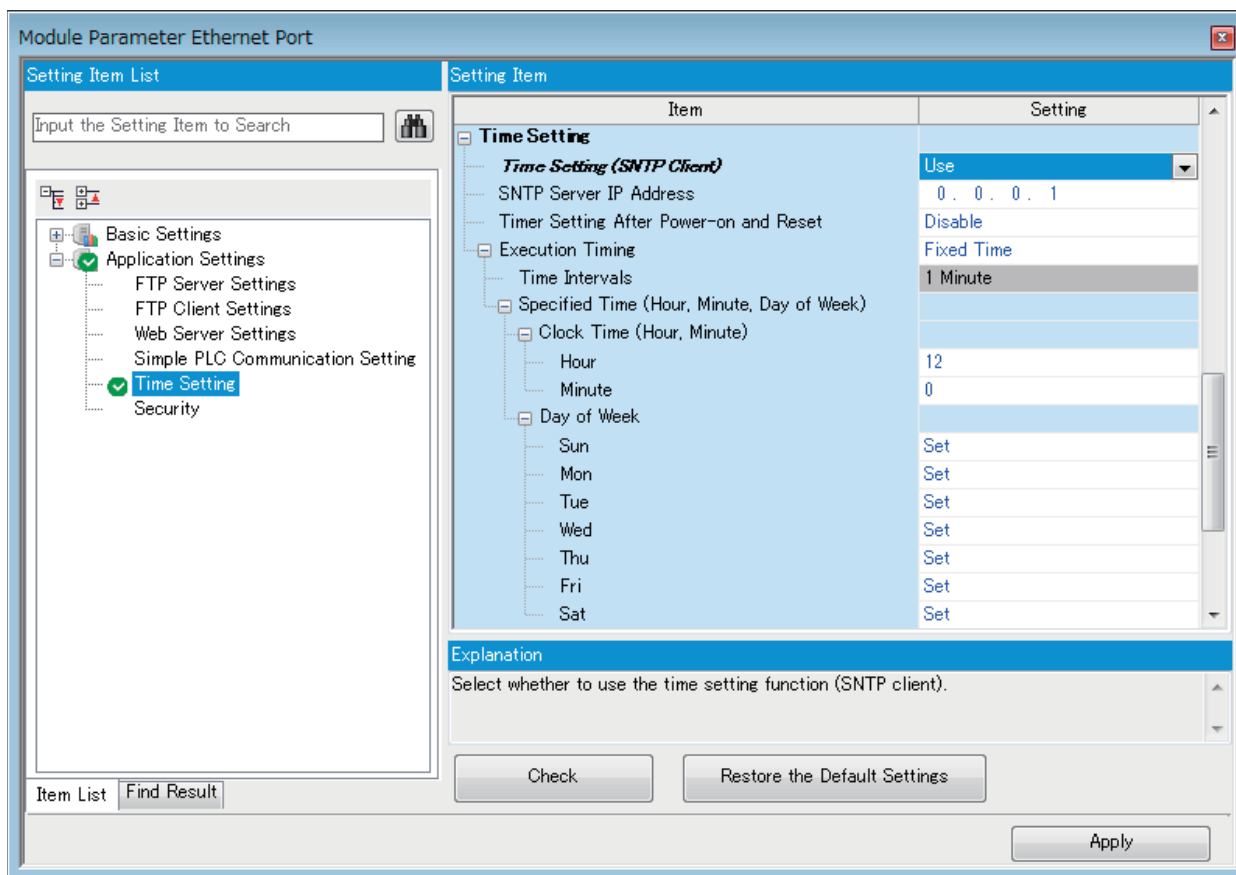 Module Parameter Ethernet Port
Setting Item List
Input the Setting Item to Search
Basic Settings
Application Settings
FTP Server Settings
FTP Client Settings
Web Server Settings
Simple PLC Communication Setting
Time Setting
Security
Item List Find Result
Setting Item
Item Setting
Time Setting
Time Setting (SNTP Client) Use
SNTP Server IP Address 0 . 0 . 0 . 1
Timer Setting After Power-on and Reset Disable
Execution Timing Fixed Time
Time Intervals 1 Minute
Specified Time (Hour, Minute, Day of Week)
Clock Time (Hour, Minute)
Hour 12
Minute 0
Day of Week
Sun Set
Mon Set
Tue Set
Wed Set
Thu Set
Fri Set
Sat Set
Explanation
Select whether to use the time setting function (SNTP client).
Check Restore the Default Settings
Apply